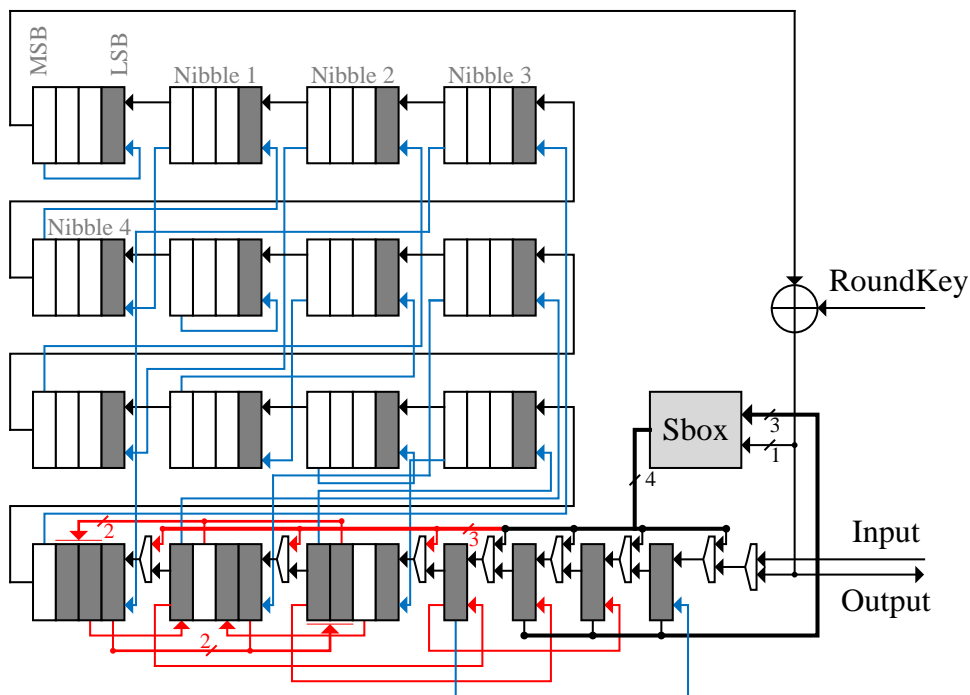 MSB
LSB
Nibble 1
Nibble 2
Nibble 3
Nibble 4
RoundKey
Sbox
3
1
4
2
3
Input
Output
2